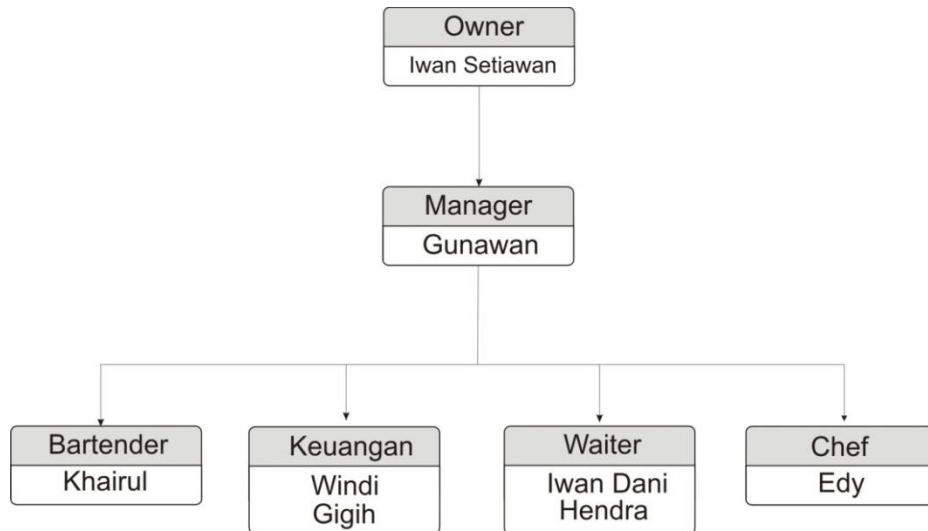 Owner
Iwan Setiawan
Manager
Gunawan
Bartender
Khairul
Keuangan
Windi
Gigih
Waiter
Iwan Dani
Hendra
Chef
Edy